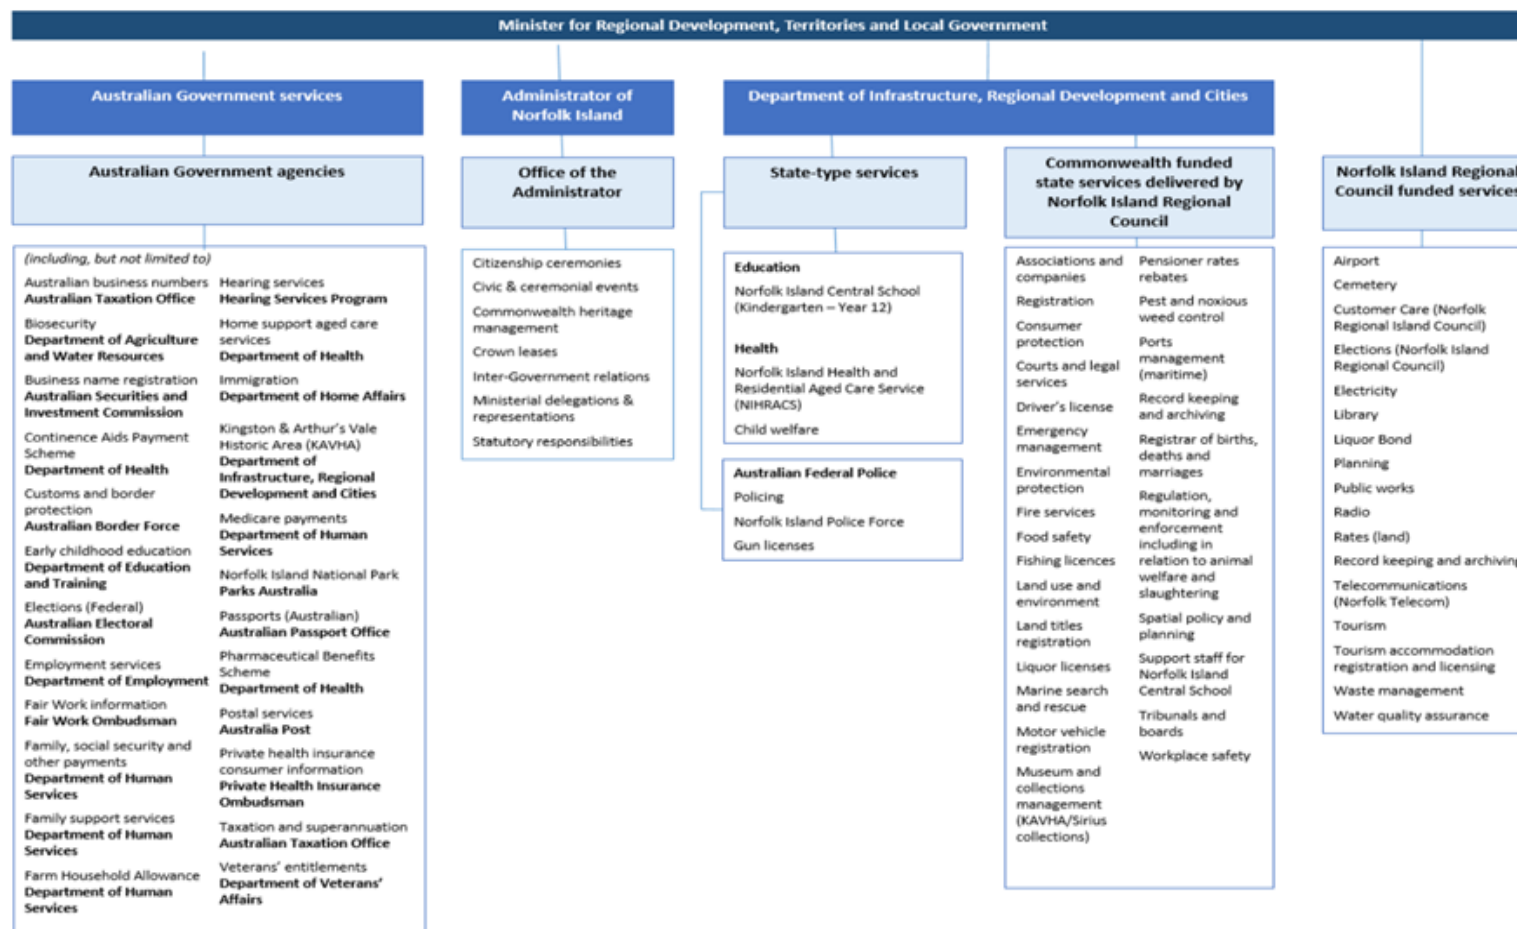 Minister for Regional Development, Territories and Local Government
Australian Government services
Australian Government agencies
(including, but not limited to)
Australian business numbers
Australian Taxation Office
Biosecurity
Department of Agriculture
and Water Resources
Business name registration
Australian Securities and
Investment Commission
Continence Aids Payment
Scheme
Department of Health
Customs and border
protection
Australian Border Force
Early childhood education
Department of Education
and Training
Elections (Federal)
Australian Electoral
Commission
Employment services
Department of Employment
Fair Work information
Fair Work Ombudsman
Family, social security and
other payments
Department of Human
Services
Family support services
Department of Human
Services
Farm Household Allowance
Department of Human
Services
Hearing services
Hearing Services Program
Home support aged care
services
Department of Health
Immigration
Department of Home Affairs
Kingston & Arthur's Vale
Historic Area (KAVHA)
Department of
Infrastructure, Regional
Development and Cities
Medicare payments
Department of Human
Services
Norfolk Island National Park
Parks Australia
Passports (Australian)
Australian Passport Office
Pharmaceutical Benefits
Scheme
Department of Health
Postal services
Australia Post
Private health insurance
consumer information
Private Health Insurance
Ombudsman
Taxation and superannuation
Australian Taxation Office
Veterans' entitlements
Department of Veterans'
Affairs
Administrator of
Norfolk Island
Office of the
Administrator
Citizenship ceremonies
Civic & ceremonial events
Commonwealth heritage
management
Crown leases
Inter-Government relations
Ministerial delegations &
representations
Statutory responsibilities
Department of Infrastructure, Regional Development and Cities
State-type services
Education
Norfolk Island Central School
(Kindergarten – Year 12)
Health
Norfolk Island Health and
Residential Aged Care Service
(NIHRACS)
Child welfare
Australian Federal Police
Policing
Norfolk Island Police Force
Gun licenses
Commonwealth funded
state services delivered by
Norfolk Island Regional
Council
Associations and
companies
Registration
Consumer
protection
Courts and legal
services
Driver's license
Emergency
management
Environmental
protection
Fire services
Food safety
Fishing licences
Land use and
environment
Land titles
registration
Liquor licenses
Marine search
and rescue
Motor vehicle
registration
Museum and
collections
management
(KAVHA/Sirius
collections)
Pensioner rates
rebates
Pest and noxious
weed control
Ports
management
(maritime)
Record keeping
and archiving
Registrar of births,
deaths and
marriages
Regulation,
monitoring and
enforcement
including in
relation to animal
welfare and
slaughtering
Spatial policy and
planning
Support staff for
Norfolk Island
Central School
Tribunals and
boards
Workplace safety
Norfolk Island Regional
Council funded services
Airport
Cemetery
Customer Care (Norfolk
Regional Island Council)
Elections (Norfolk Island
Regional Council)
Electricity
Library
Liquor Bond
Planning
Public works
Radio
Rates (land)
Record keeping and archiving
Telecommunications
(Norfolk Telecom)
Tourism
Tourism accommodation
registration and licensing
Waste management
Water quality assurance